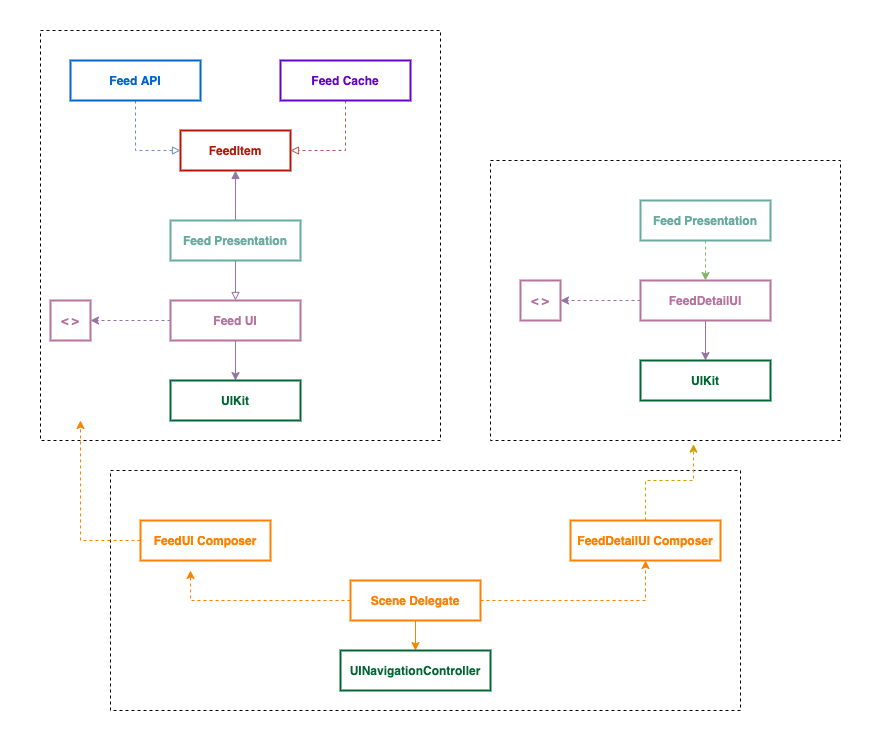 Feed API
Feed Cache
FeedItem
Feed Presentation
< >
Feed UI
UIKit
Feed Presentation
< >
FeedDetailUI
UIKit
FeedUI Composer
FeedDetailUI Composer
Scene Delegate
UINavigationController